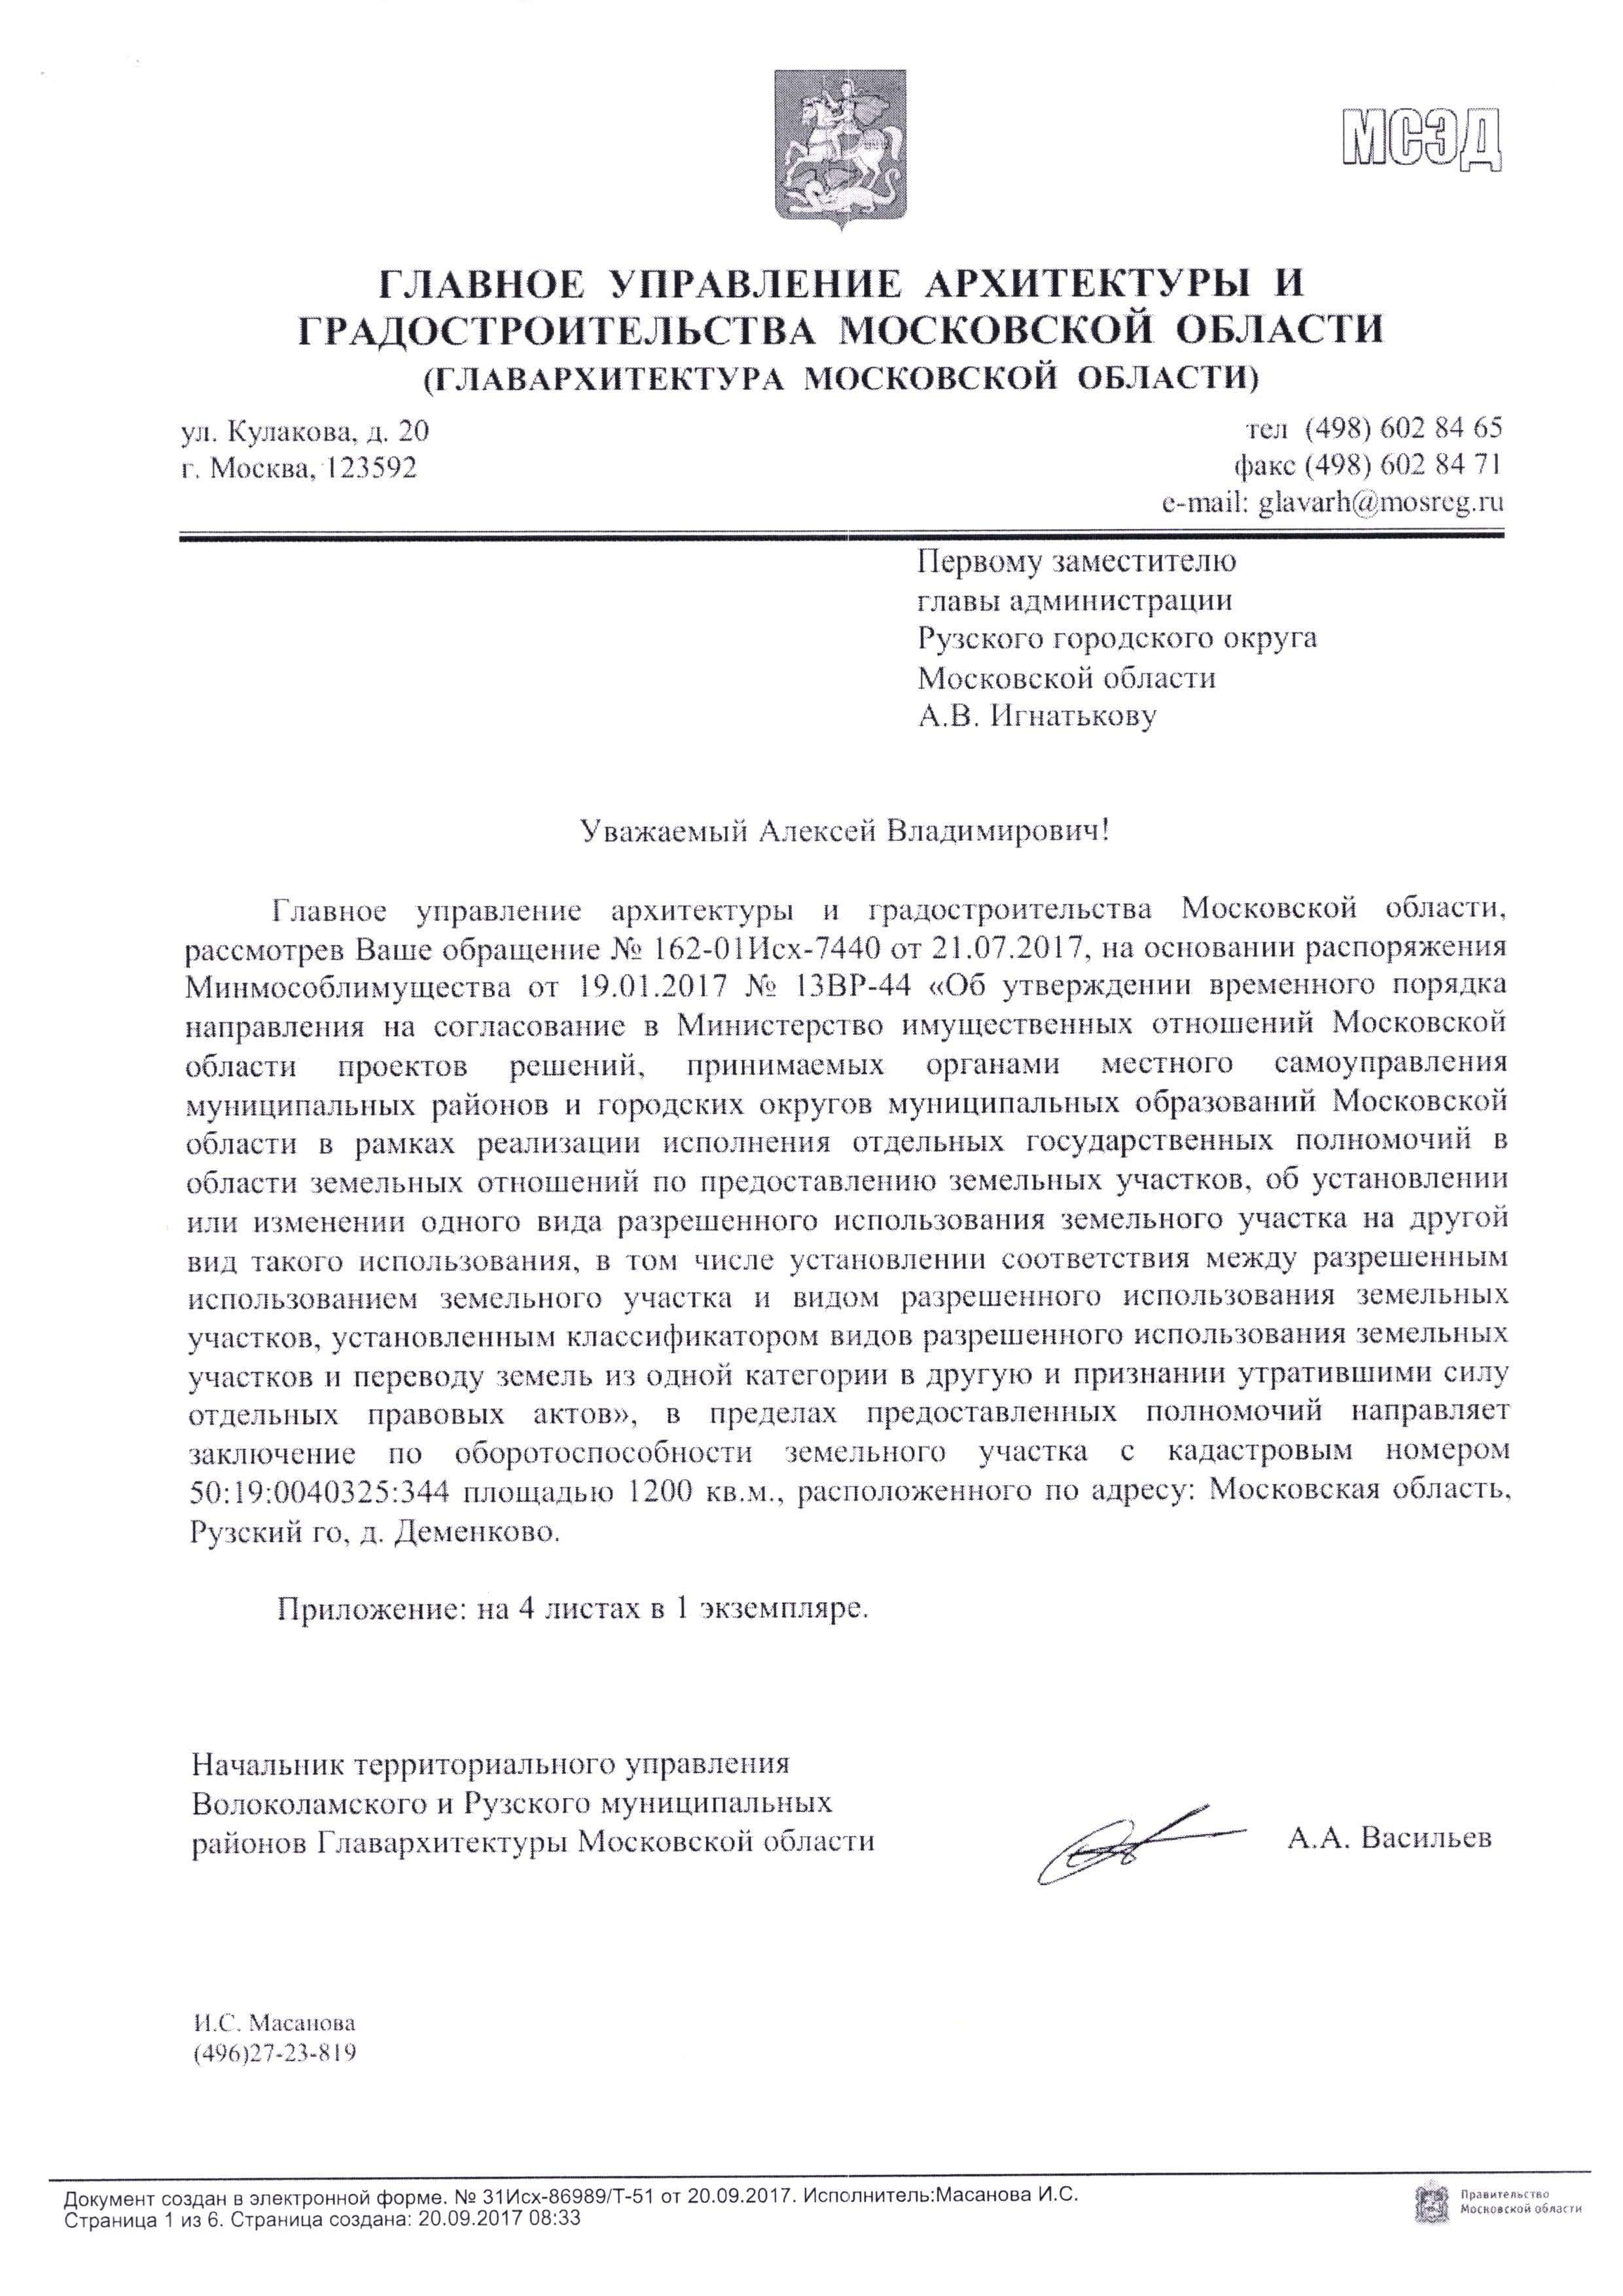 МСЭД
ГЛАВНОЕ УПРАВЛЕНИЕ АРХИТЕКТУРЫ И
ГРАДОСТРОИТЕЛЬСТВА МОСКОВСКОЙ ОБЛАСТИ
(ГЛАВАРХИТЕКТУРА МОСКОВСКОЙ ОБЛАСТИ)
ул. Кулакова, д. 20
г. Москва, 123592
тел (498) 602 84 65
факс (498) 602 84 71
e-mail: glavarh@mosreg.ru
Первому заместителю
главы администрации
Рузского городского округа
Московской области
А.В. Игнатькову
Уважаемый Алексей Владимирович!
Главное управление архитектуры и градостроительства Московской области,
рассмотрев Ваше обращение № 162-01Исх-7440 от 21.07.2017, на основании распоряжения
Минмособлимущества от 19.01.2017 № 13ВР-44 «Об утверждении временного порядка
направления на согласование в Министерство имущественных отношений Московской
области проектов решений, принимаемых органами местного самоуправления
муниципальных районов и городских округов муниципальных образований Московской
области в рамках реализации исполнения отдельных государственных полномочий в
области земельных отношений по предоставлению земельных участков, об установлении
или изменении одного вида разрешенного использования земельного участка на другой
вид такого использования, в том числе установлении соответствия между разрешенным
использованием земельного участка и видом разрешенного использования земельных
участков, установленным классификатором видов разрешенного использования земельных
участков и переводу земель из одной категории в другую и признании утратившими силу
отдельных правовых актов», в пределах предоставленных полномочий направляет
заключение по оборотоспособности земельного участка с кадастровым номером
50:19:0040325:344 площадью 1200 кв.м., расположенного по адресу: Московская область,
Рузский го, д. Деменково.
Приложение: на 4 листах в 1 экземпляре.
Начальник территориального управления
Волоколамского и Рузского муниципальных
районов Главархитектуры Московской области
А.А. Васильев
И.С. Масанова
(496)27-23-819
Документ создан в электронной форме. № 31Исх-86989/Т-51 от 20.09.2017. Исполнитель:Масанова И.С.
Страница 1 из 6. Страница создана: 20.09.2017 08:33
Правительство
Московской области